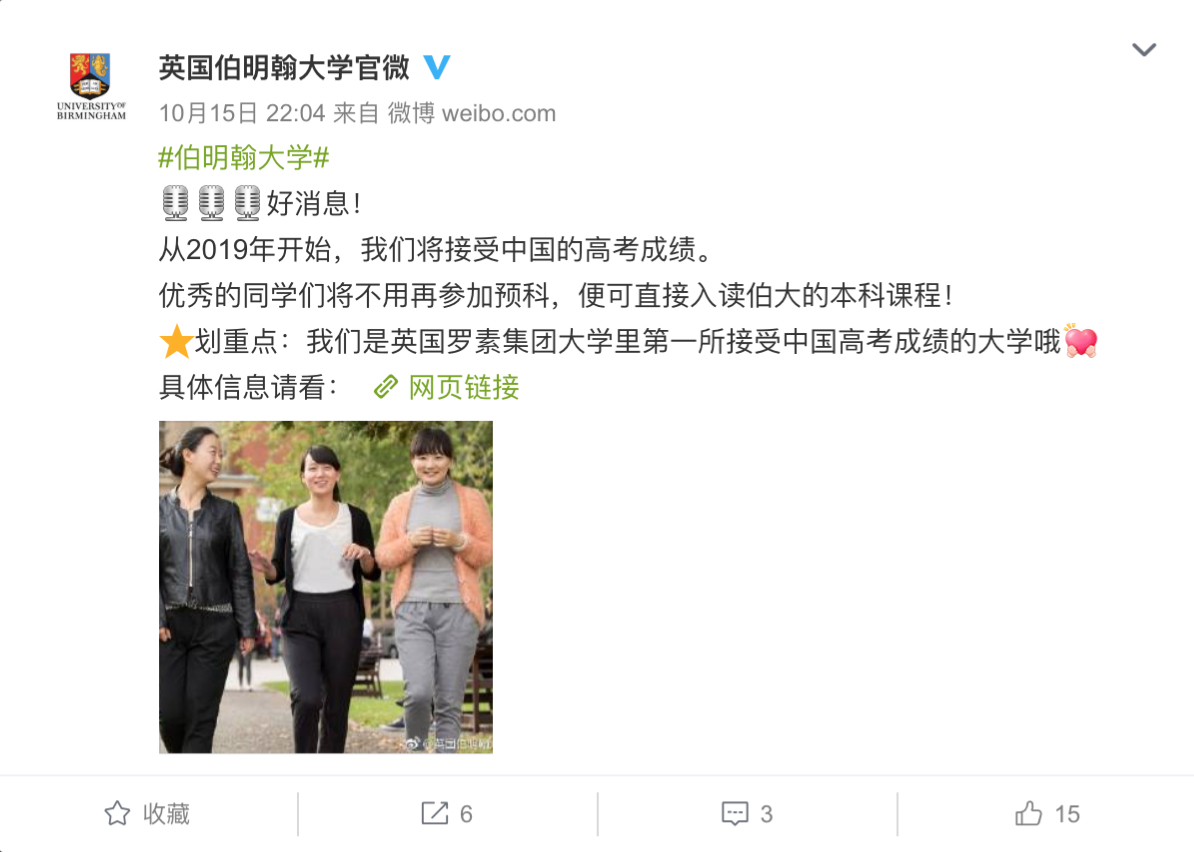 英国伯明翰大学官微
UNIVERSITY OF
BIRMINGHAM
10月15日 22:04 来自 微博 weibo.com
#伯明翰大学#
好消息！
从2019年开始，我们将接受中国的高考成绩。
优秀的同学们将不用再参加预科，便可直接入读伯大的本科课程！
划重点：我们是英国罗素集团大学里第一所接受中国高考成绩的大学哦
具体信息请看： 网页链接
@英国伯明翰
收藏
6
3
15